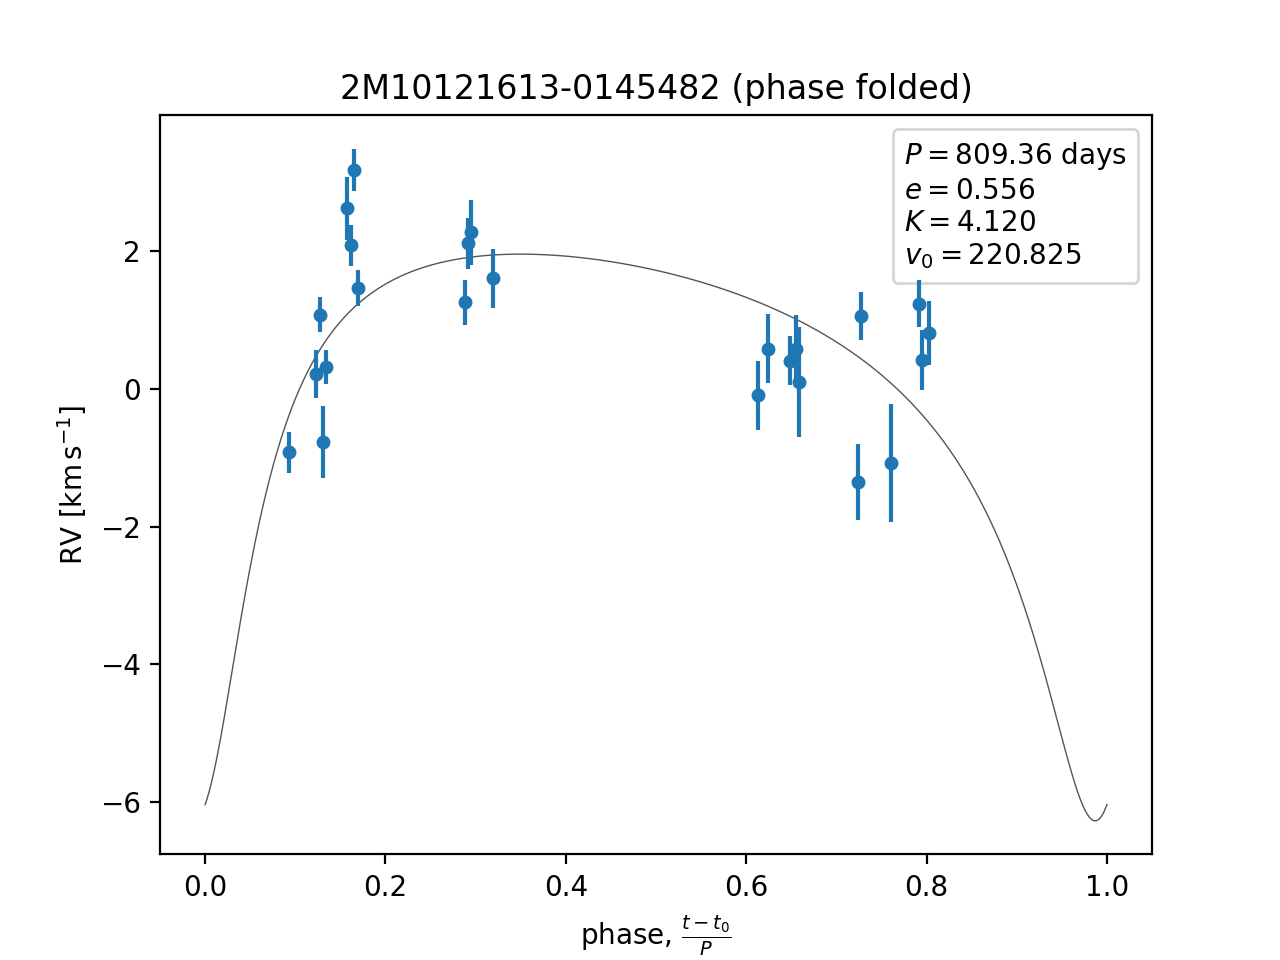 2M10121613-0145482 (phase folded)
P = 809.36 days
e = 0.556
K = 4.120
v₀ = 220.825
RV [km s⁻¹]
2
0
−2
−4
−6
0.0 0.2 0.4 0.6 0.8 1.0
phase, (t − t₀)/P